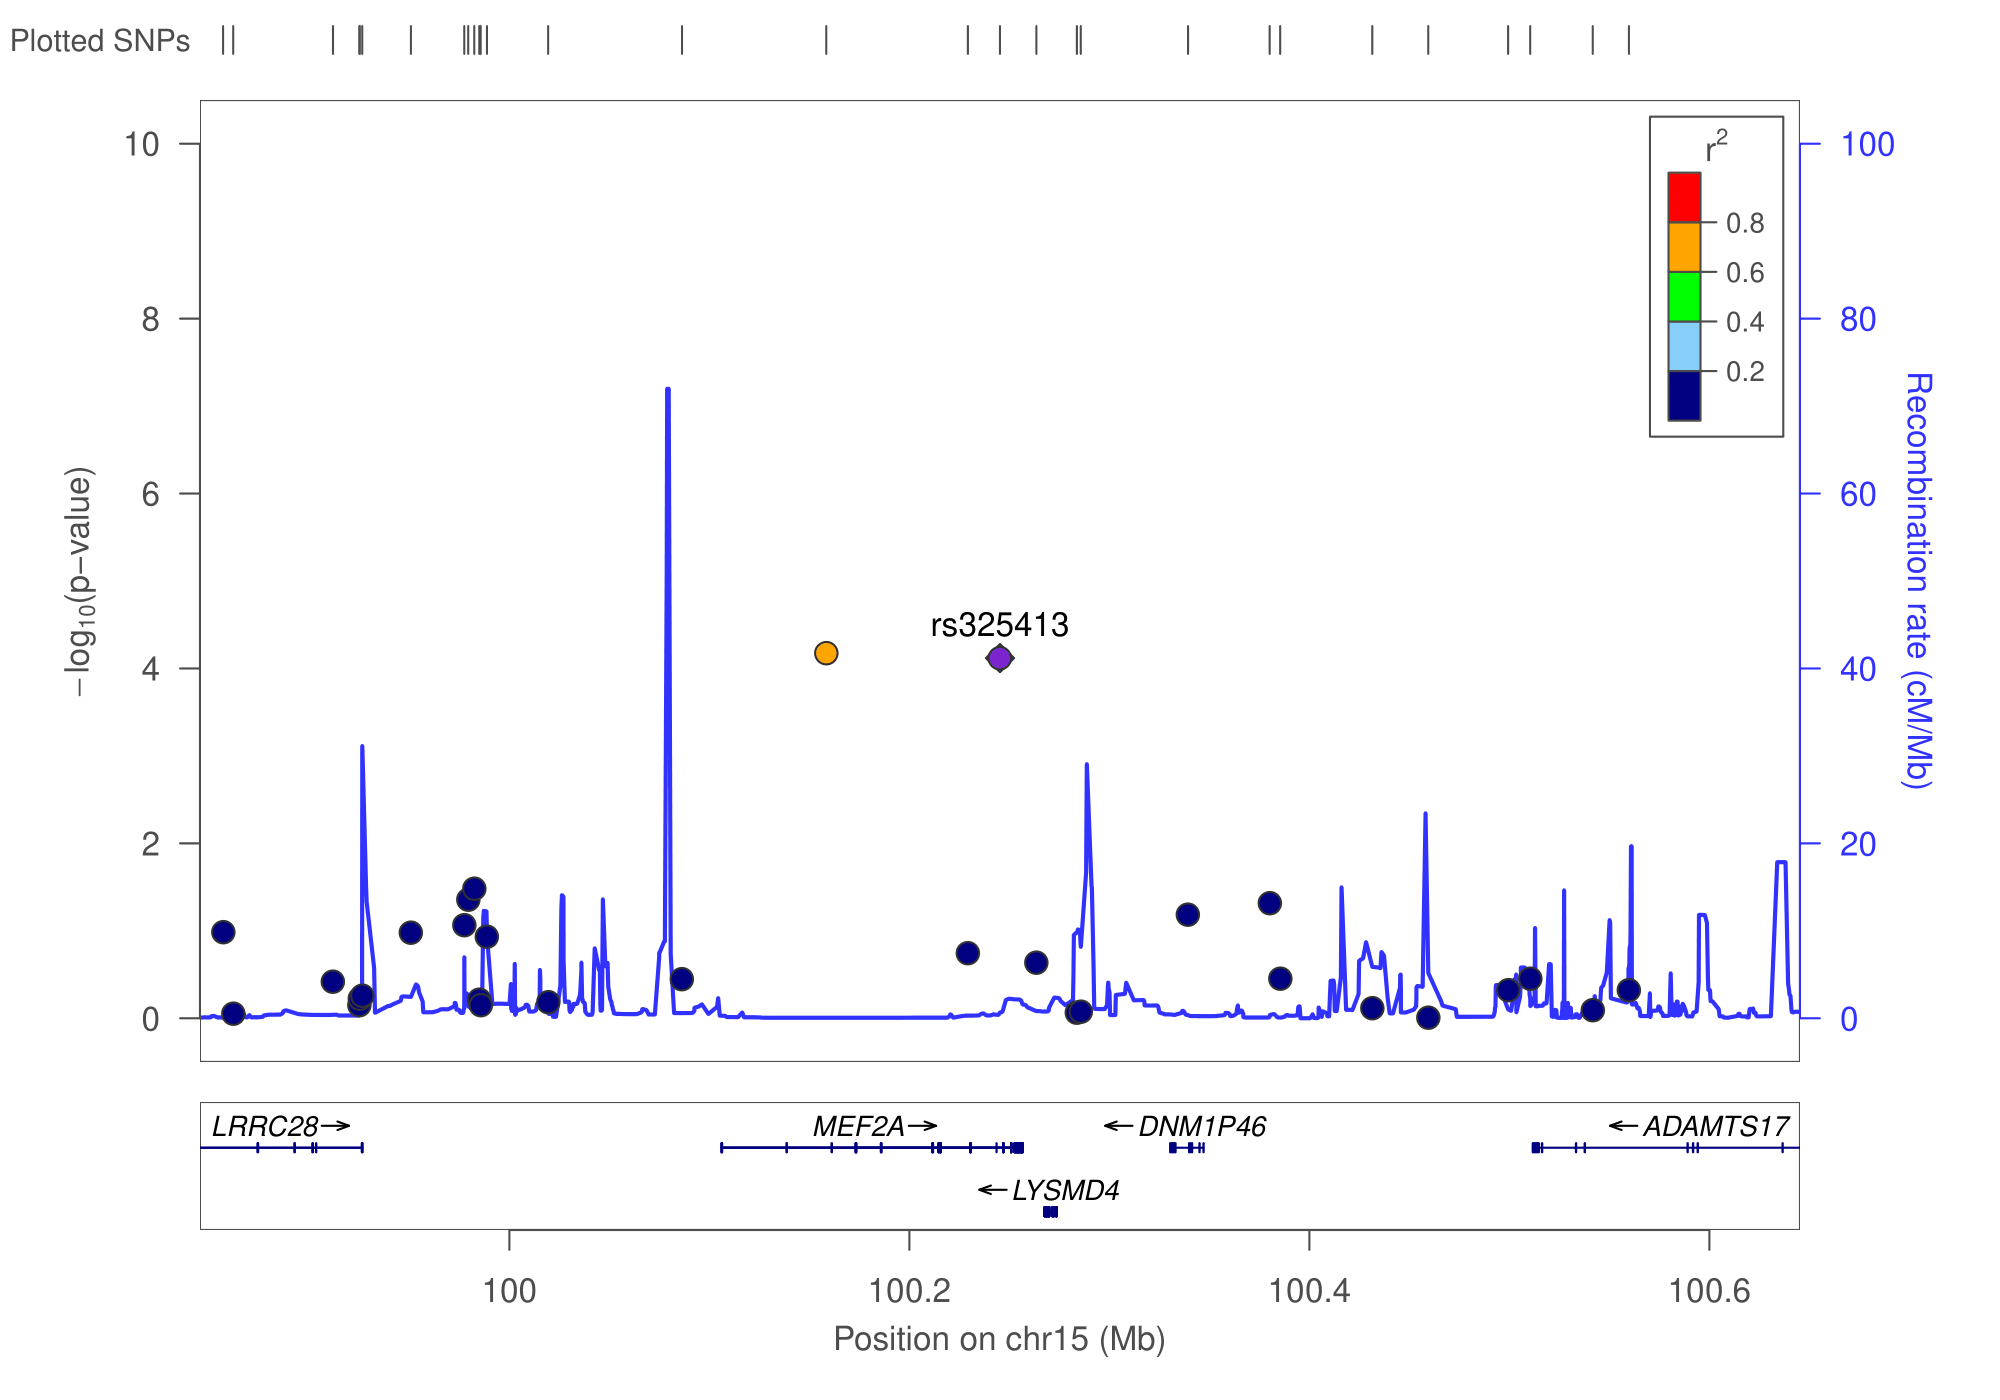 Plotted SNPs
10
8
6
4
2
0
−log10(p−value)
100
80
60
40
20
0
Recombination rate (cM/Mb)
r2
0.8
0.6
0.4
0.2
rs325413
LRRC28→
MEF2A→
←DNM1P46
←ADAMTS17
←LYSMD4
100
100.2
100.4
100.6
Position on chr15 (Mb)